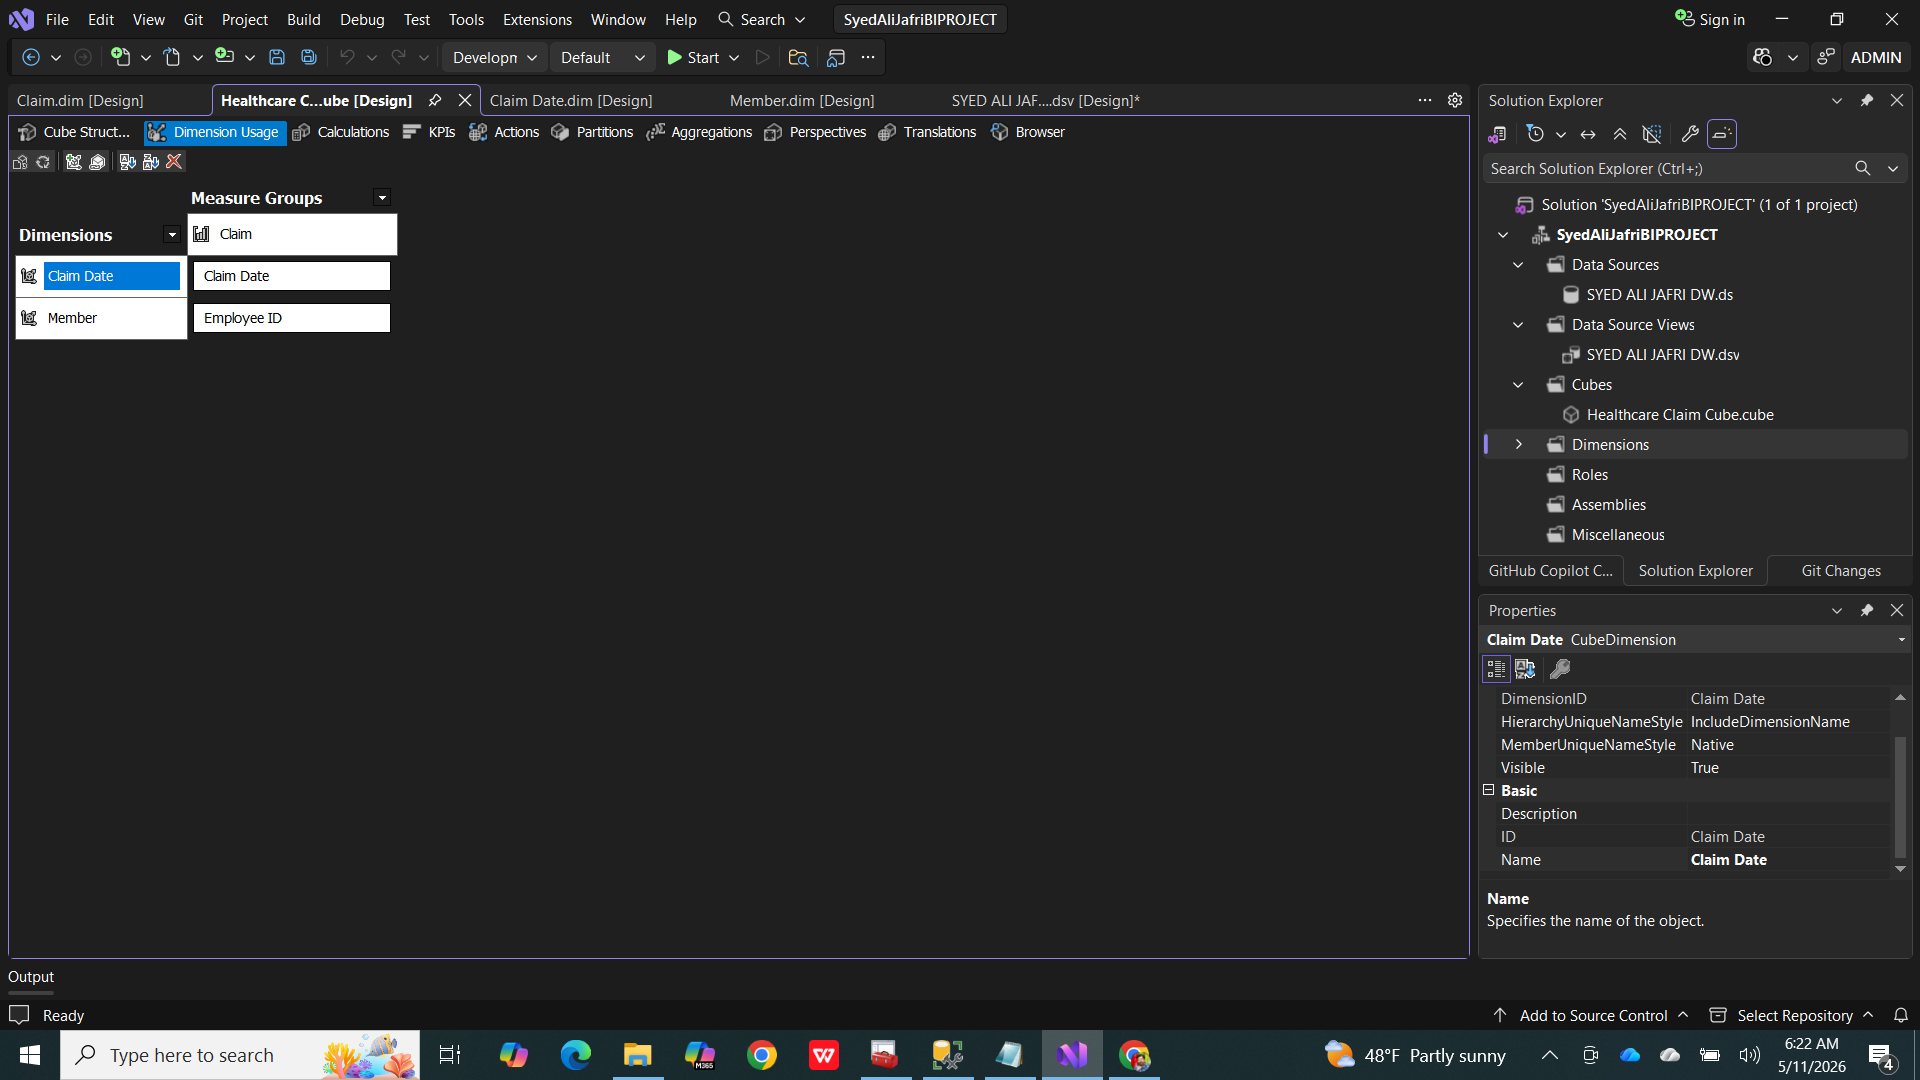 File Edit View Git Project Build Debug Test Tools Extensions Window Help Search SyedAliJafriBIPROJECT Sign in
Developn Default Start ADMIN
Claim.dim [Design] Healthcare C...ube [Design] Claim Date.dim [Design] Member.dim [Design] SYED ALI JAF....dsv [Design]*
Cube Struct... Dimension Usage Calculations KPIs Actions Partitions Aggregations Perspectives Translations Browser
Measure Groups
Dimensions
Claim
Claim Date Claim Date
Member Employee ID
Solution Explorer
Search Solution Explorer (Ctrl+;)
Solution 'SyedAliJafriBIPROJECT' (1 of 1 project)
SyedAliJafriBIPROJECT
Data Sources
SYED ALI JAFRI DW.ds
Data Source Views
SYED ALI JAFRI DW.dsv
Cubes
Healthcare Claim Cube.cube
Dimensions
Roles
Assemblies
Miscellaneous
GitHub Copilot C... Solution Explorer Git Changes
Properties
Claim Date CubeDimension
DimensionID Claim Date
HierarchyUniqueNameStyle IncludeDimensionName
MemberUniqueNameStyle Native
Visible True
Basic
Description
ID Claim Date
Name Claim Date
Name
Specifies the name of the object.
Output
Ready Add to Source Control Select Repository
Type here to search M365 48°F Partly sunny 6:22 AM
5/11/2026 4